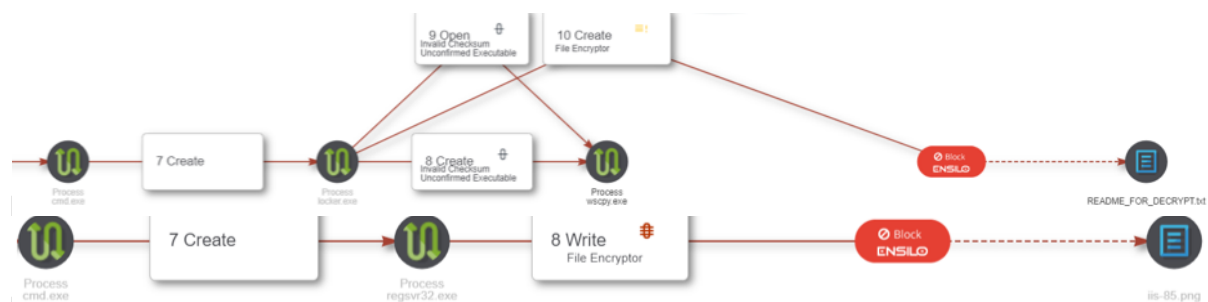 9 Open
Invalid Checksum
Unconfirmed Executable
10 Create
File Encryptor
7 Create
8 Create
Invalid Checksum
Unconfirmed Executable
Block
ENSILO
Process
cmd.exe
Process
locker.exe
Process
wscpy.exe
README_FOR_DECRYPT.txt
7 Create
8 Write
File Encryptor
Block
ENSILO
Process
cmd.exe
Process
regsvr32.exe
iis-85.png